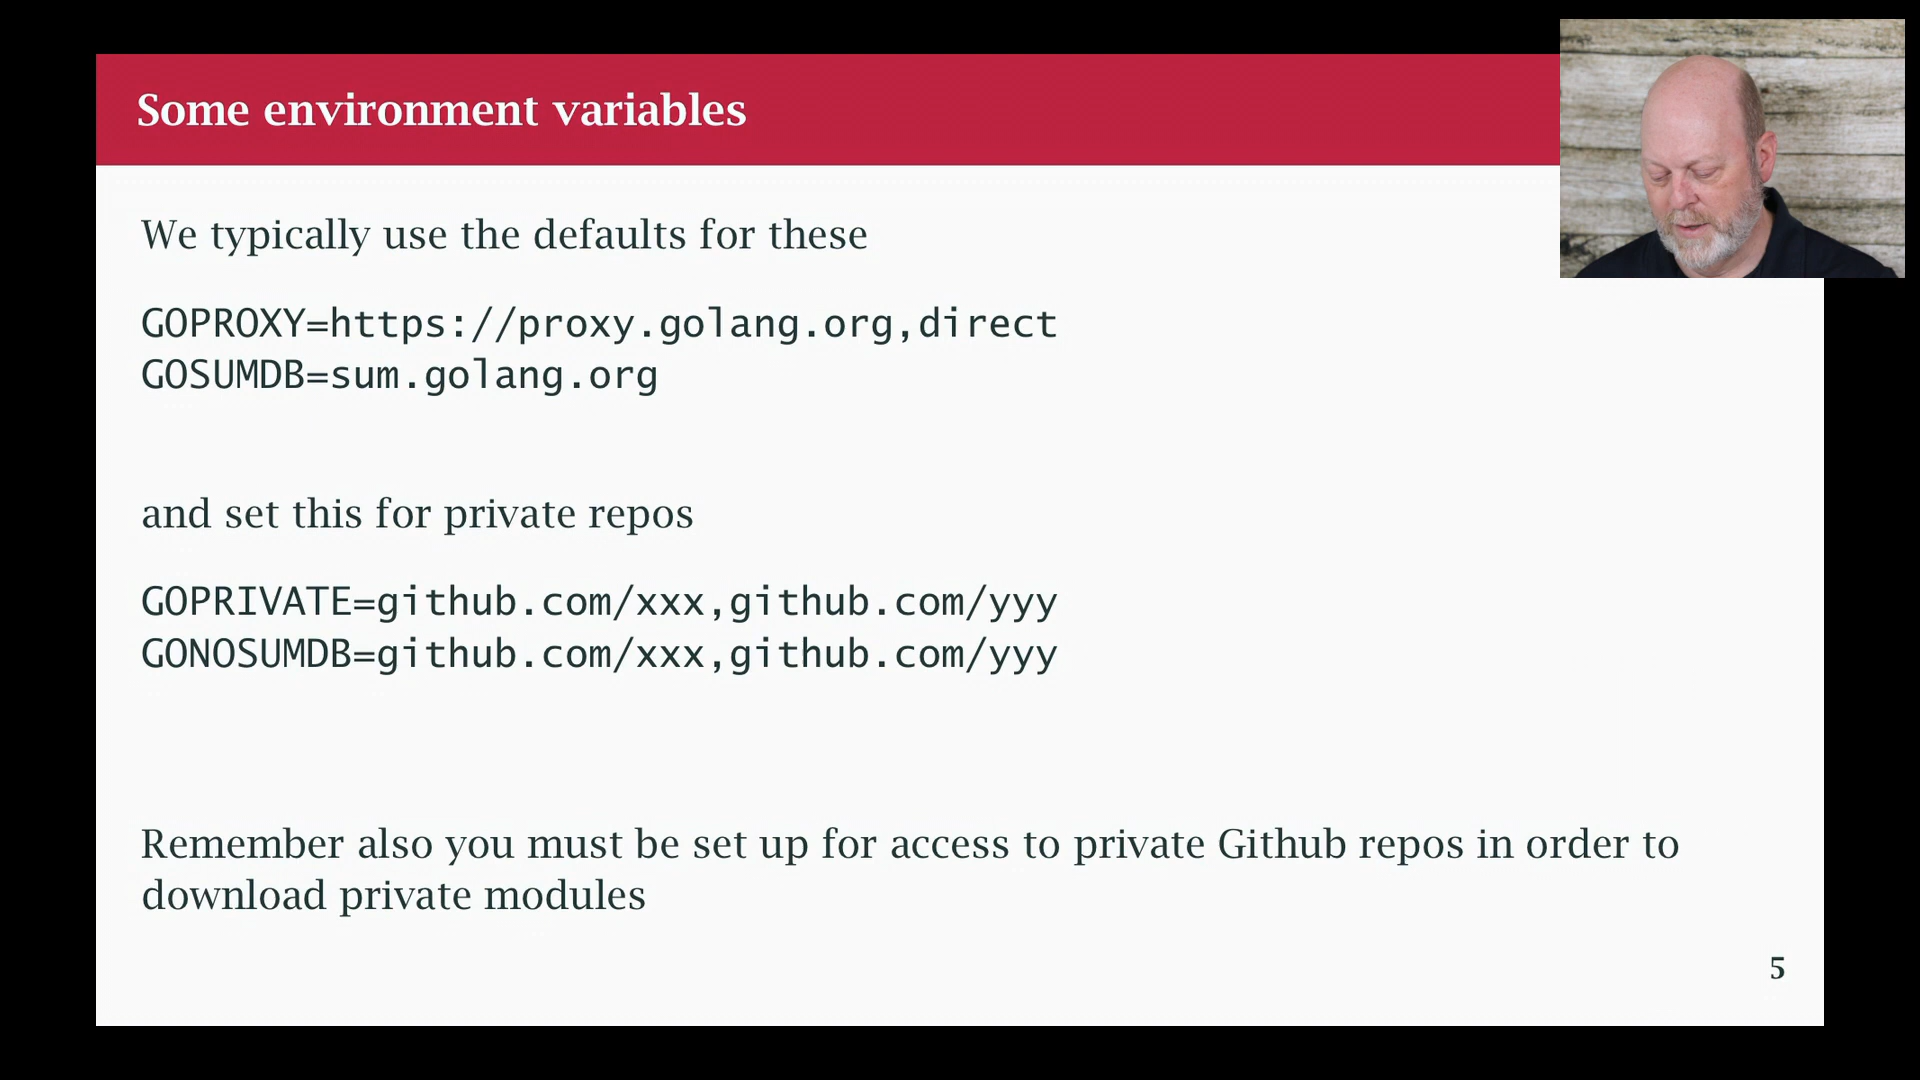 Some environment variables
We typically use the defaults for these
GOPROXY=https://proxy.golang.org,direct
GOSUMDB=sum.golang.org
and set this for private repos
GOPRIVATE=github.com/xxx,github.com/yyy
GONOSUMDB=github.com/xxx,github.com/yyy
Remember also you must be set up for access to private Github repos in order to
download private modules
5